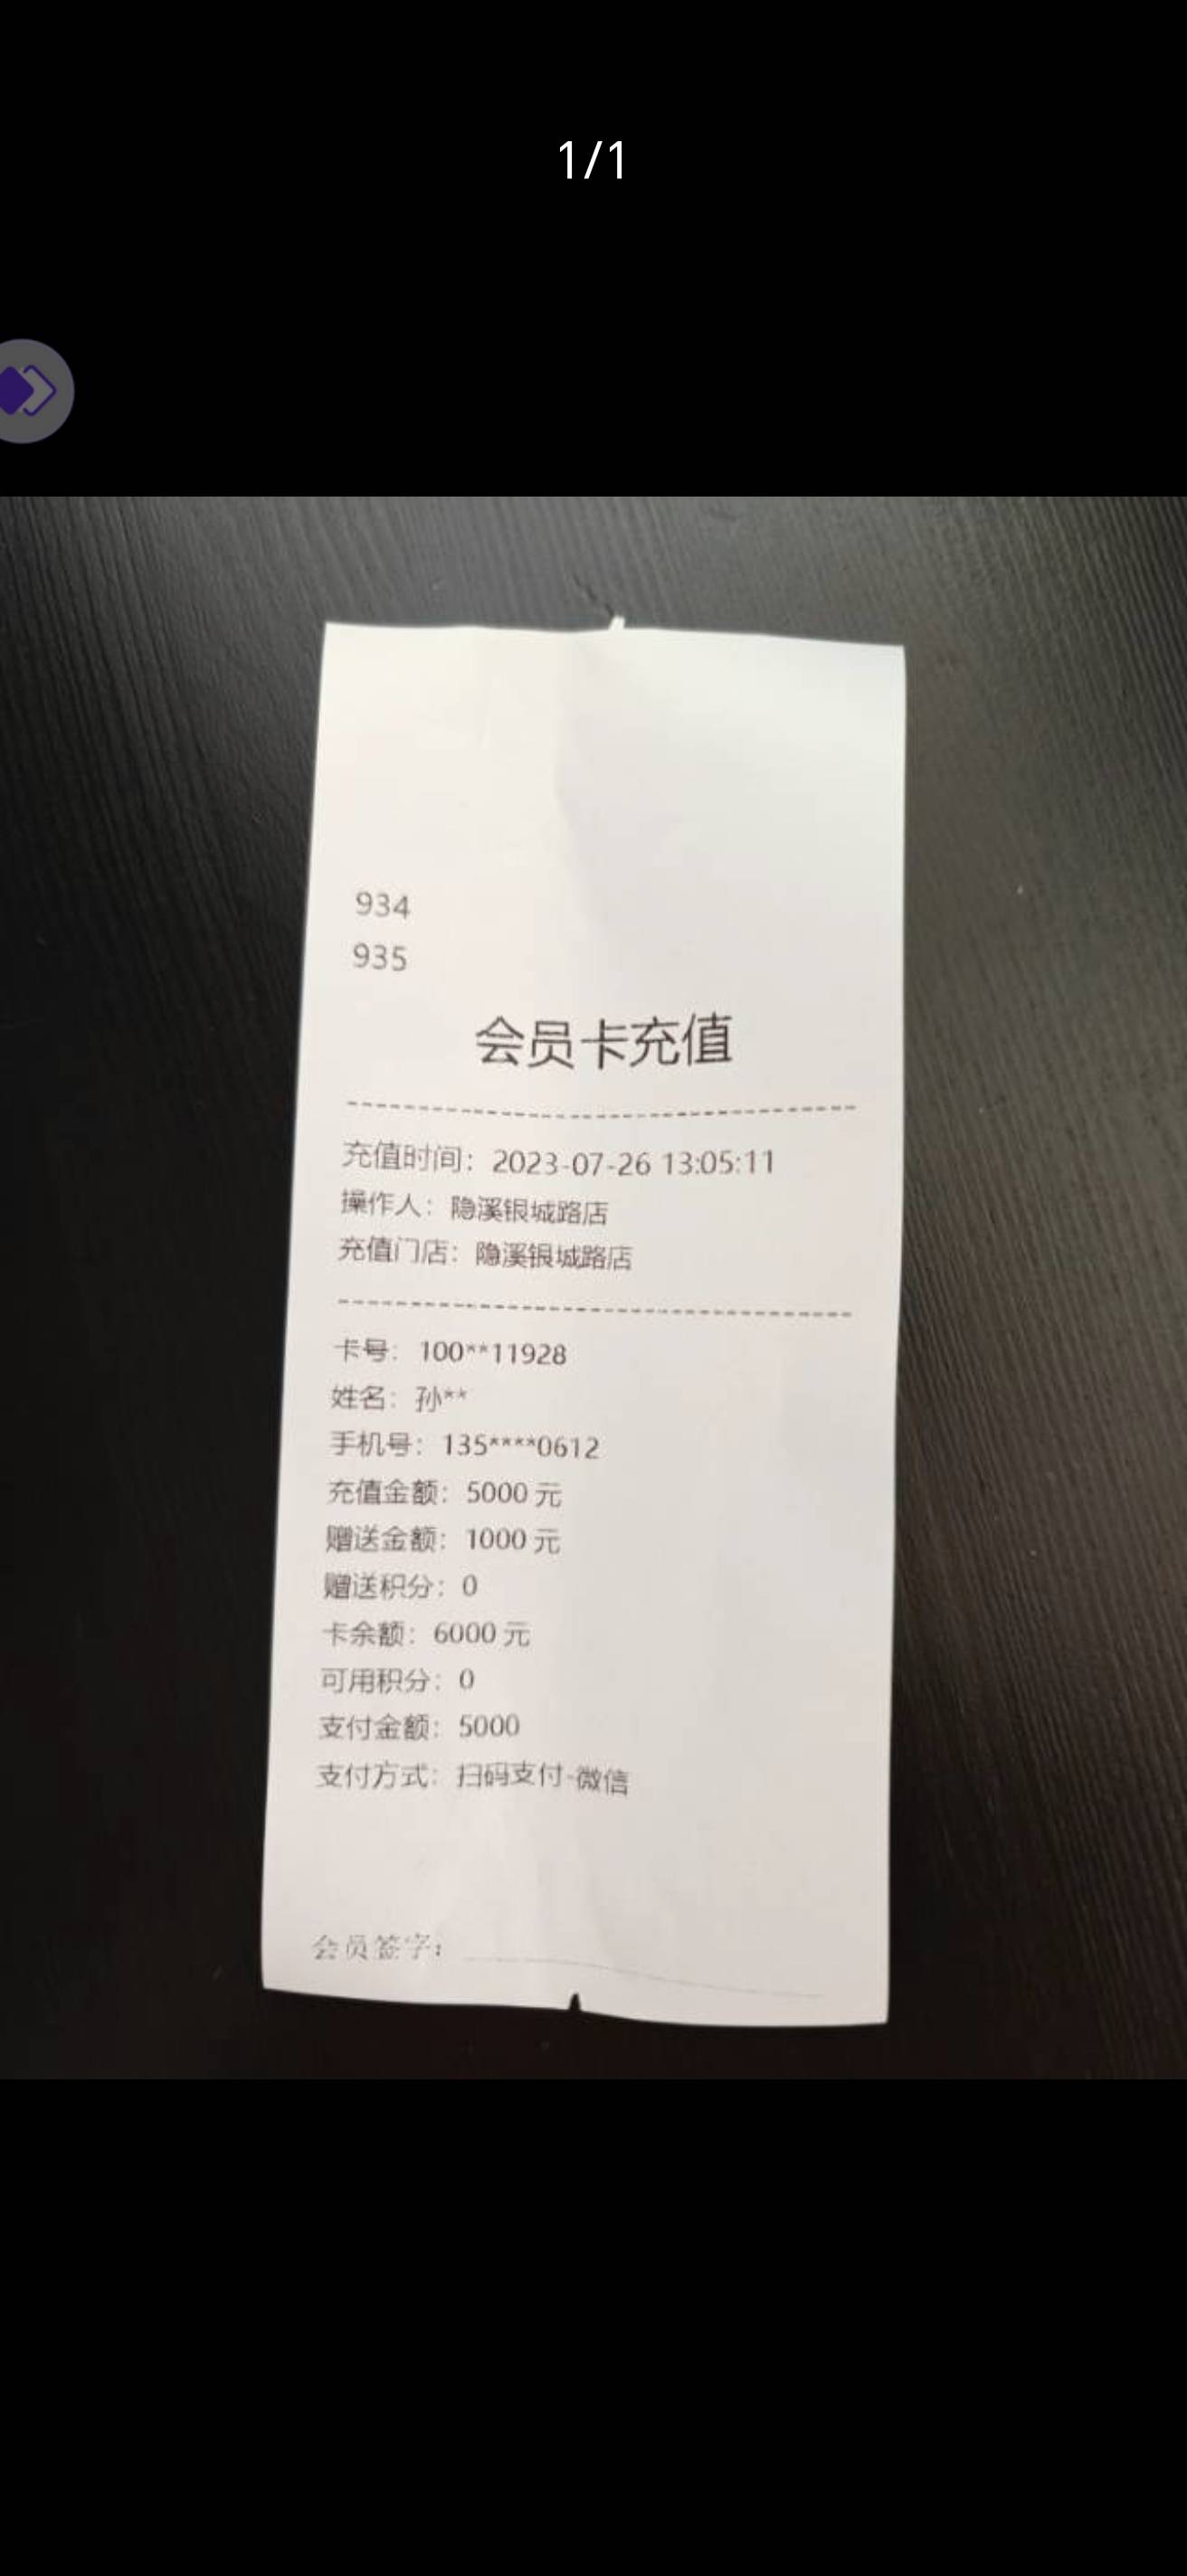 1/1
934
935
会员卡充值
充值时间：2023-07-26 13:05:11
操作人：隐溪银城路店
充值门店：隐溪银城路店
卡号：100**11928
姓名：孙**
手机号：135****0612
充值金额：5000 元
赠送金额：1000 元
赠送积分：0
卡余额：6000 元
可用积分：0
支付金额：5000
支付方式：扫码支付-微信
会员签字：